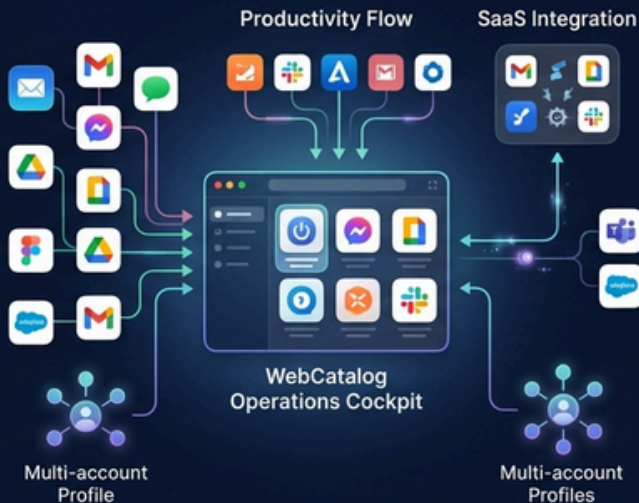 Productivity Flow
SaaS Integration
WebCatalog
Operations Cockpit
Multi-account
Profile
Multi-account
Profiles